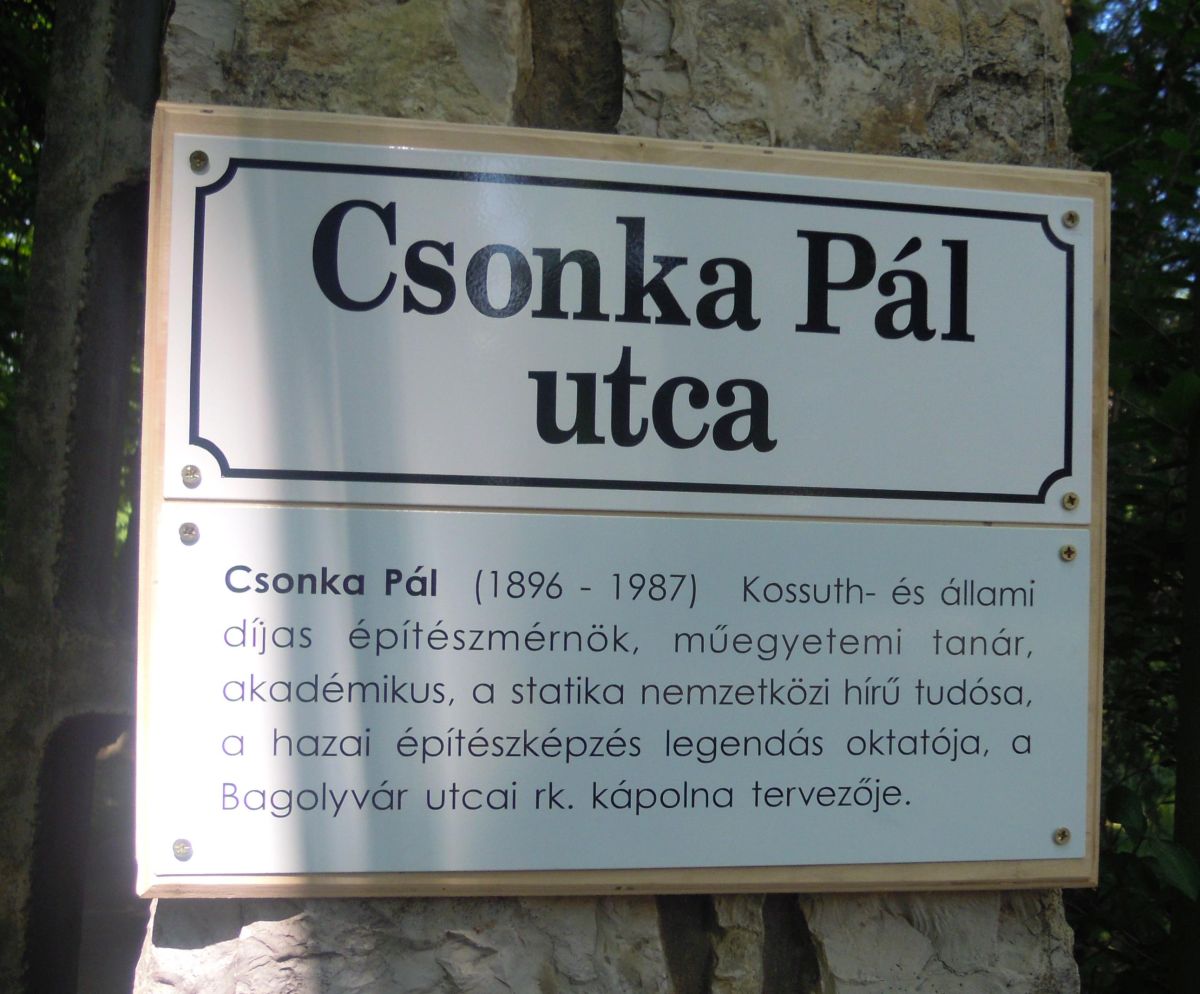 Csonka Pál
utca
Csonka Pál (1896 - 1987) Kossuth- és állami
díjas építészmérnök, műegyetemi tanár,
akadémikus, a statika nemzetközi hírű tudósa,
a hazai építészképzés legendás oktatója, a
Bagolyvár utcai rk. kápolna tervezője.